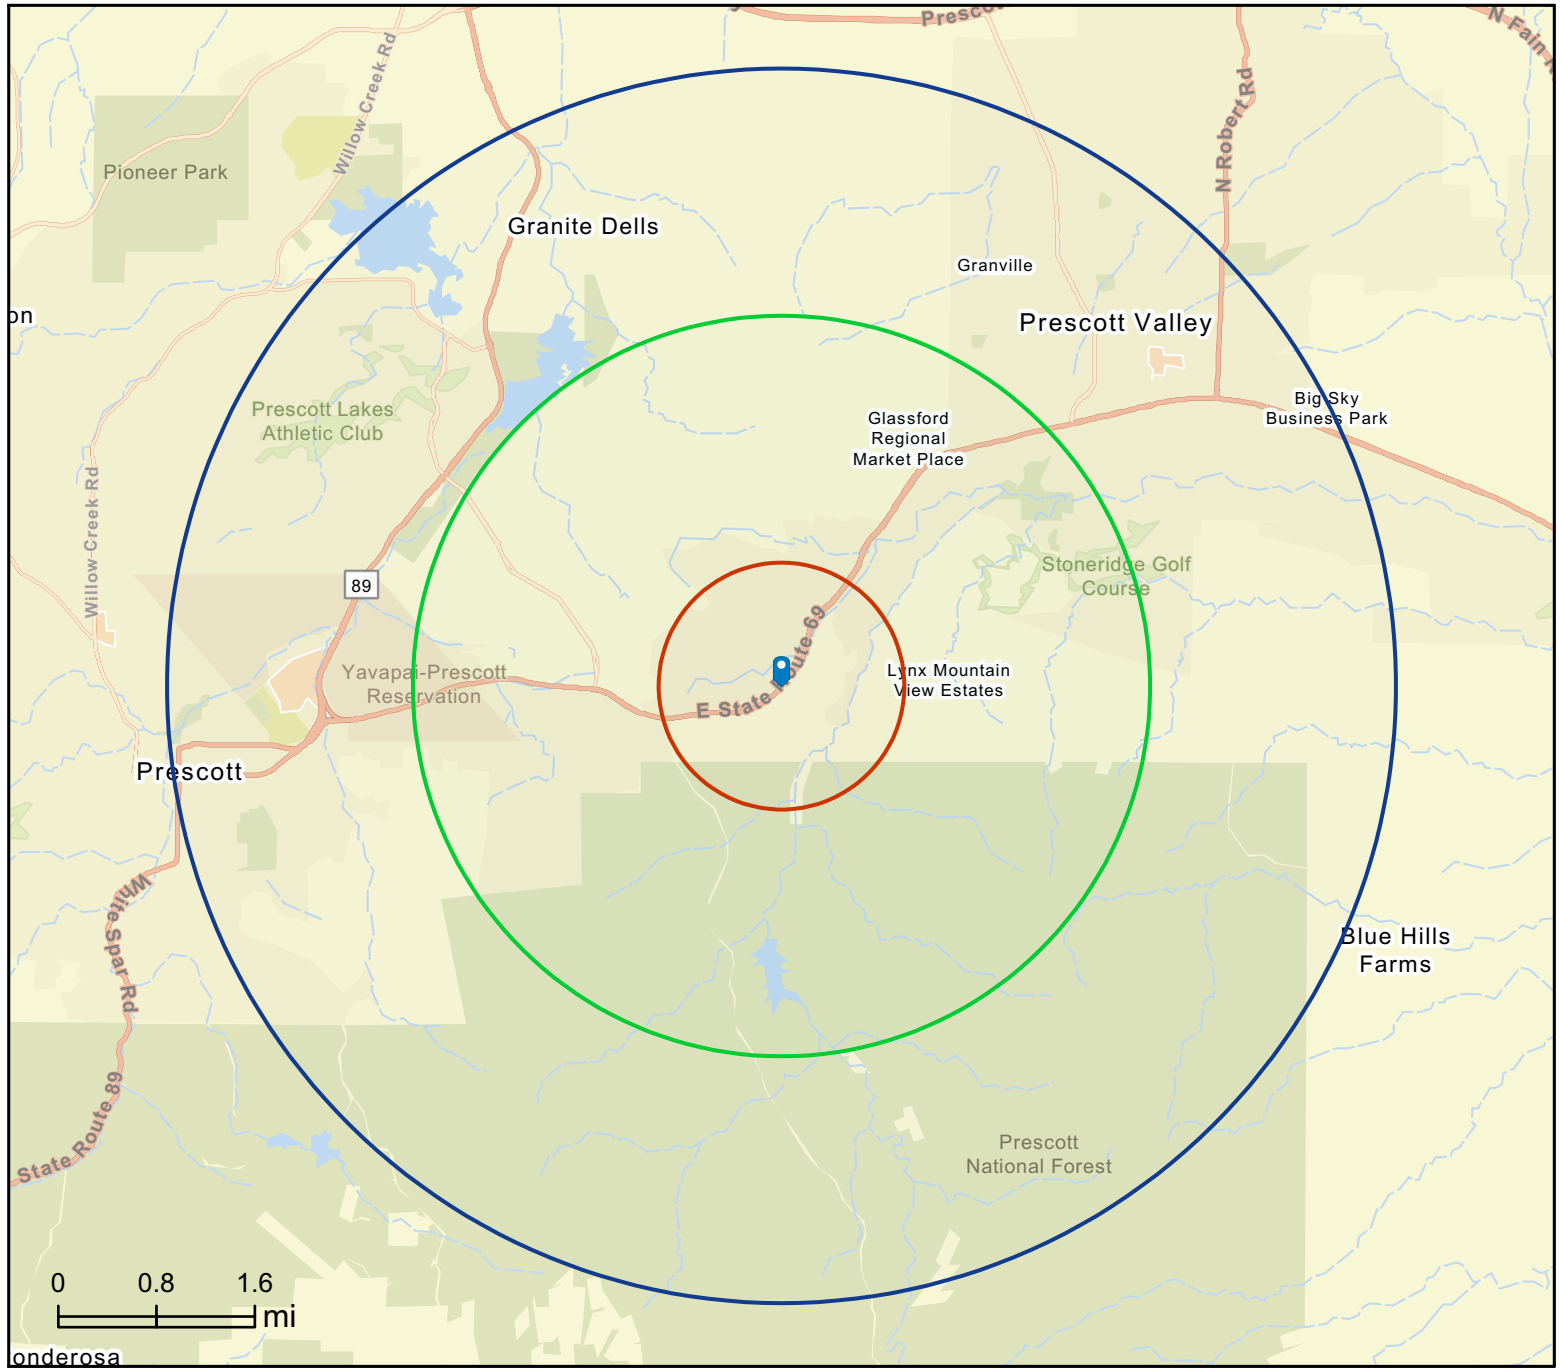 Prescott
N Fain R
Willow Creek Rd
N Robert Rd
Pioneer Park
Granite Dells
Granville
on
Prescott Valley
Prescott Lakes
Athletic Club
Big Sky
Business Park
Glassford
Regional
Market Place
Willow Creek Rd
Stoneridge Golf
Course
89
E State Route 69
Yavapai-Prescott
Reservation
Lynx Mountain
View Estates
Prescott
White Spar Rd
Blue Hills
Farms
State Route 89
Prescott
National Forest
0 0.8 1.6
mi
onderosa